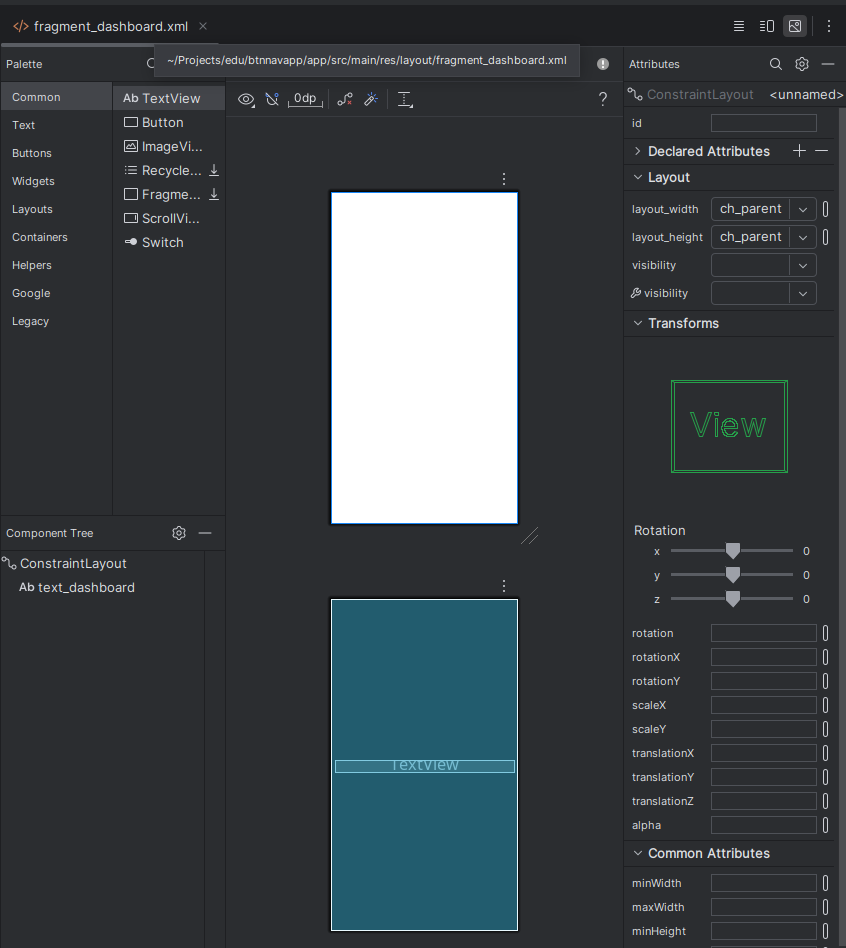 fragment_dashboard.xml
Palette
~/Projects/edu/btnnavapp/app/src/main/res/layout/fragment_dashboard.xml
Attributes
Common
Text
Buttons
Widgets
Layouts
Containers
Helpers
Google
Legacy
Ab TextView
Button
ImageVi...
Recycle...
Fragme...
ScrollVi...
Switch
0dp
?
Component Tree
ConstraintLayout
Ab text_dashboard
TextView
ConstraintLayout <unnamed>
id
Declared Attributes
Layout
layout_width ch_parent
layout_height ch_parent
visibility
visibility
Transforms
View
Rotation
x 0
y 0
z 0
rotation
rotationX
rotationY
scaleX
scaleY
translationX
translationY
translationZ
alpha
Common Attributes
minWidth
maxWidth
minHeight